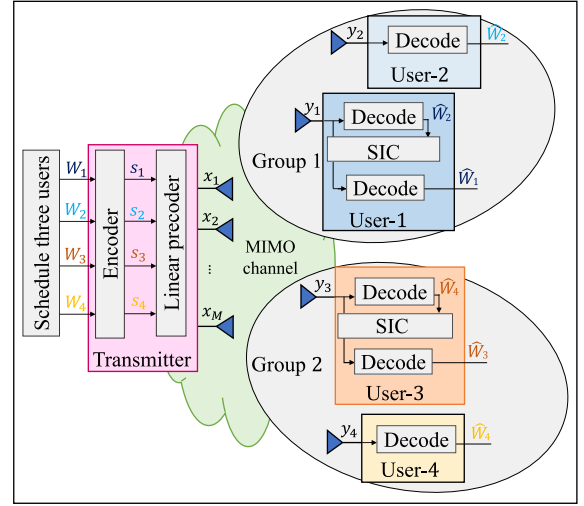 Schedule three users
W₁
W₂
W₃
W₄
Encoder
s₁
s₂
s₃
s₄
Linear precoder
Transmitter
x₁
x₂
⋮
x_M
MIMO
channel
y₂
Decode
Ŵ₂
User-2
Group 1
y₁
Decode
Ŵ₂
SIC
Decode
Ŵ₁
User-1
Group 2
y₃
Decode
Ŵ₄
SIC
Decode
Ŵ₃
User-3
y₄
Decode
Ŵ₄
User-4